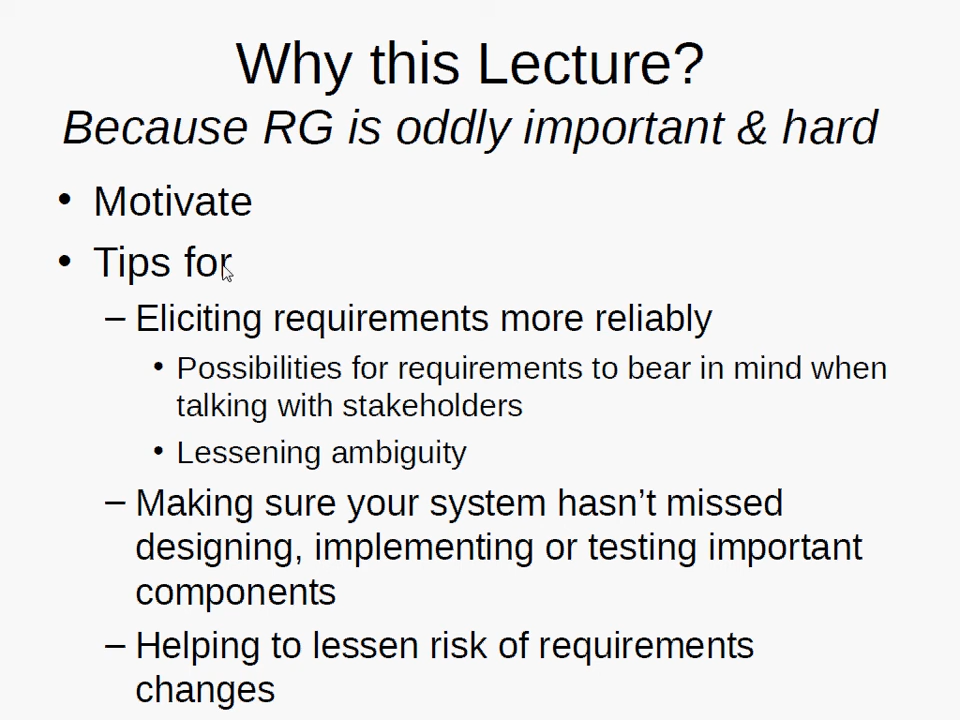 Why this Lecture?
Because RG is oddly important & hard
• Motivate
• Tips for
– Eliciting requirements more reliably
• Possibilities for requirements to bear in mind when
talking with stakeholders
• Lessening ambiguity
– Making sure your system hasn’t missed
designing, implementing or testing important
components
– Helping to lessen risk of requirements
changes